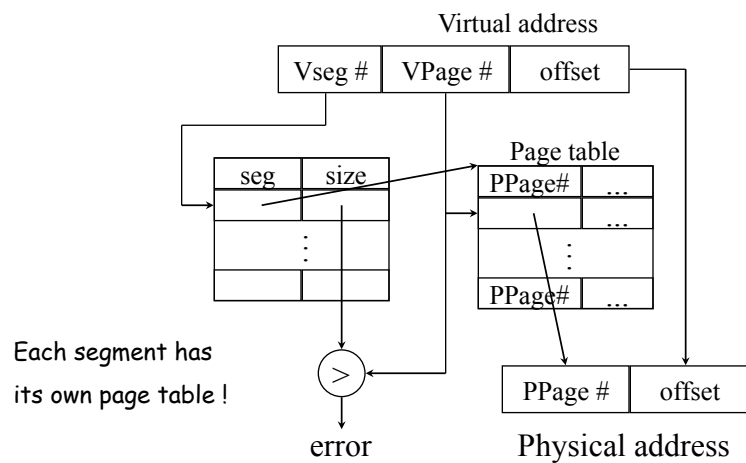 Virtual address
Vseg # VPage # offset
Page table
seg size
PPage# ...
...
⋮ ⋮
PPage# ...
Each segment has
its own page table !
>
PPage # offset
error
Physical address